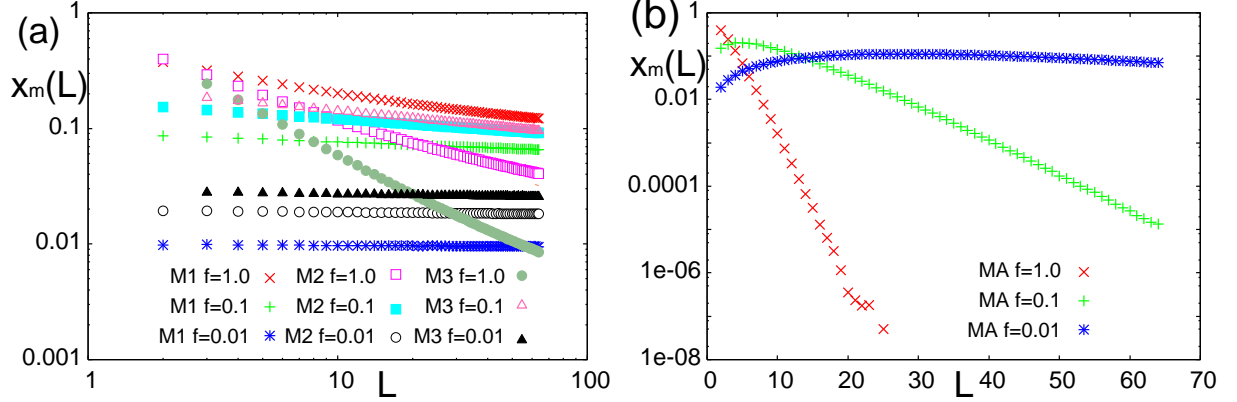 (a)
xm(L)
1
0.1
0.01
0.001
M1 f=1.0 M2 f=1.0 M3 f=1.0
M1 f=0.1 M2 f=0.1 M3 f=0.1
M1 f=0.01 M2 f=0.01 M3 f=0.01
1 10 100
L
(b)
xm(L)
1
0.01
0.0001
1e-06
1e-08
MA f=1.0
MA f=0.1
MA f=0.01
0 10 20 30 40 50 60 70
L